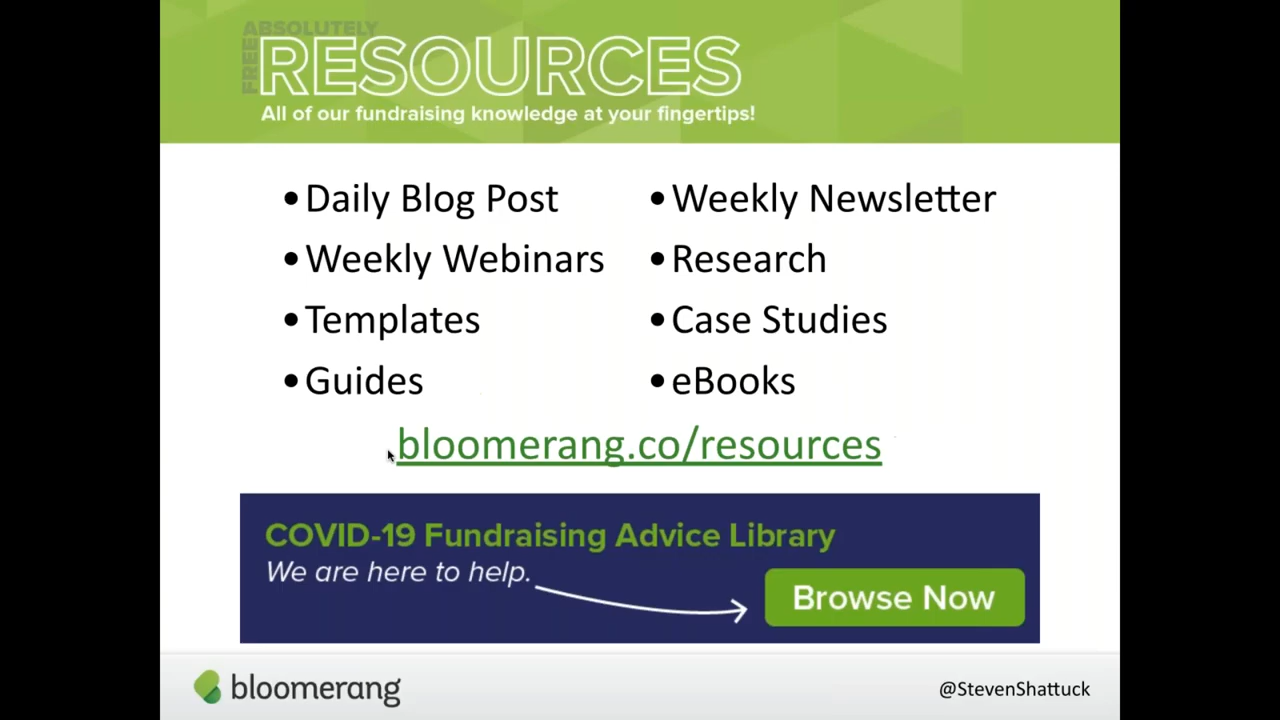 ABSOLUTELY
FREE
RESOURCES
All of our fundraising knowledge at your fingertips!
•Daily Blog Post
•Weekly Webinars
•Templates
•Guides
•Weekly Newsletter
•Research
•Case Studies
•eBooks
bloomerang.co/resources
COVID-19 Fundraising Advice Library
We are here to help.
Browse Now
bloomerang
@StevenShattuck